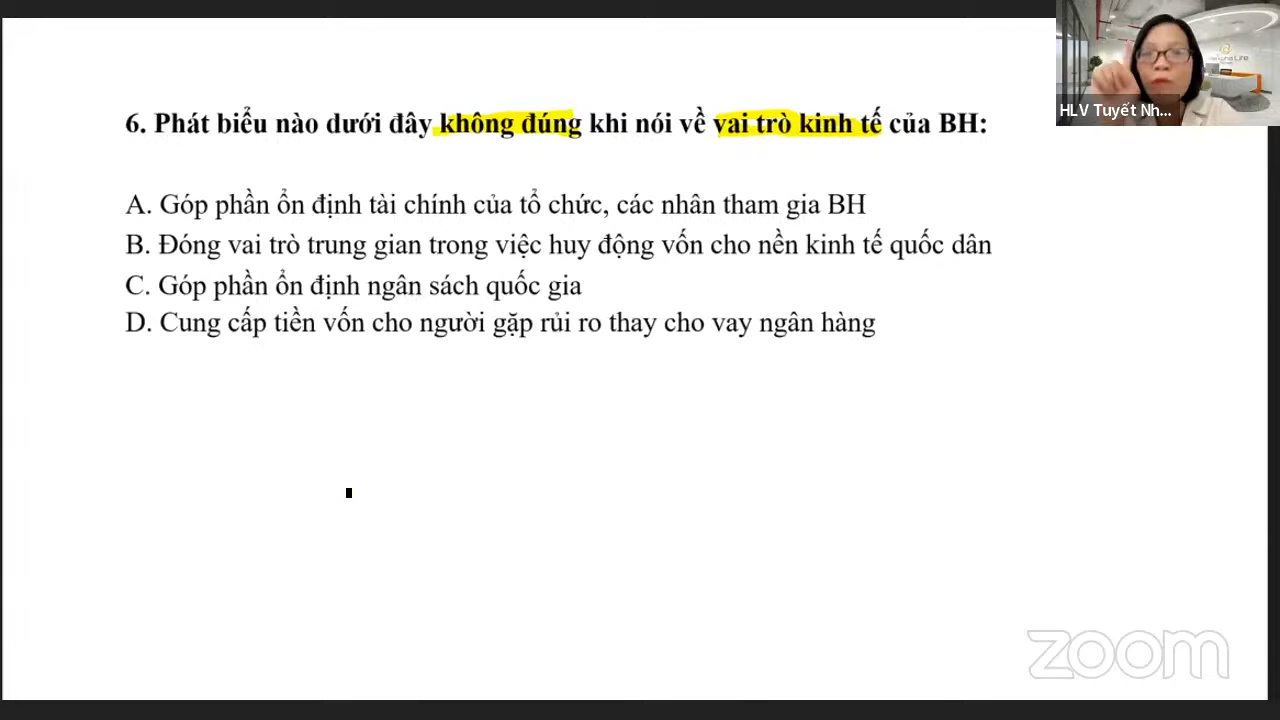 6. Phát biểu nào dưới đây không đúng khi nói về vai trò kinh tế của BH:
A. Góp phần ổn định tài chính của tổ chức, các nhân tham gia BH
B. Đóng vai trò trung gian trong việc huy động vốn cho nền kinh tế quốc dân
C. Góp phần ổn định ngân sách quốc gia
D. Cung cấp tiền vốn cho người gặp rủi ro thay cho vay ngân hàng
HLV Tuyết Nh...
zoom